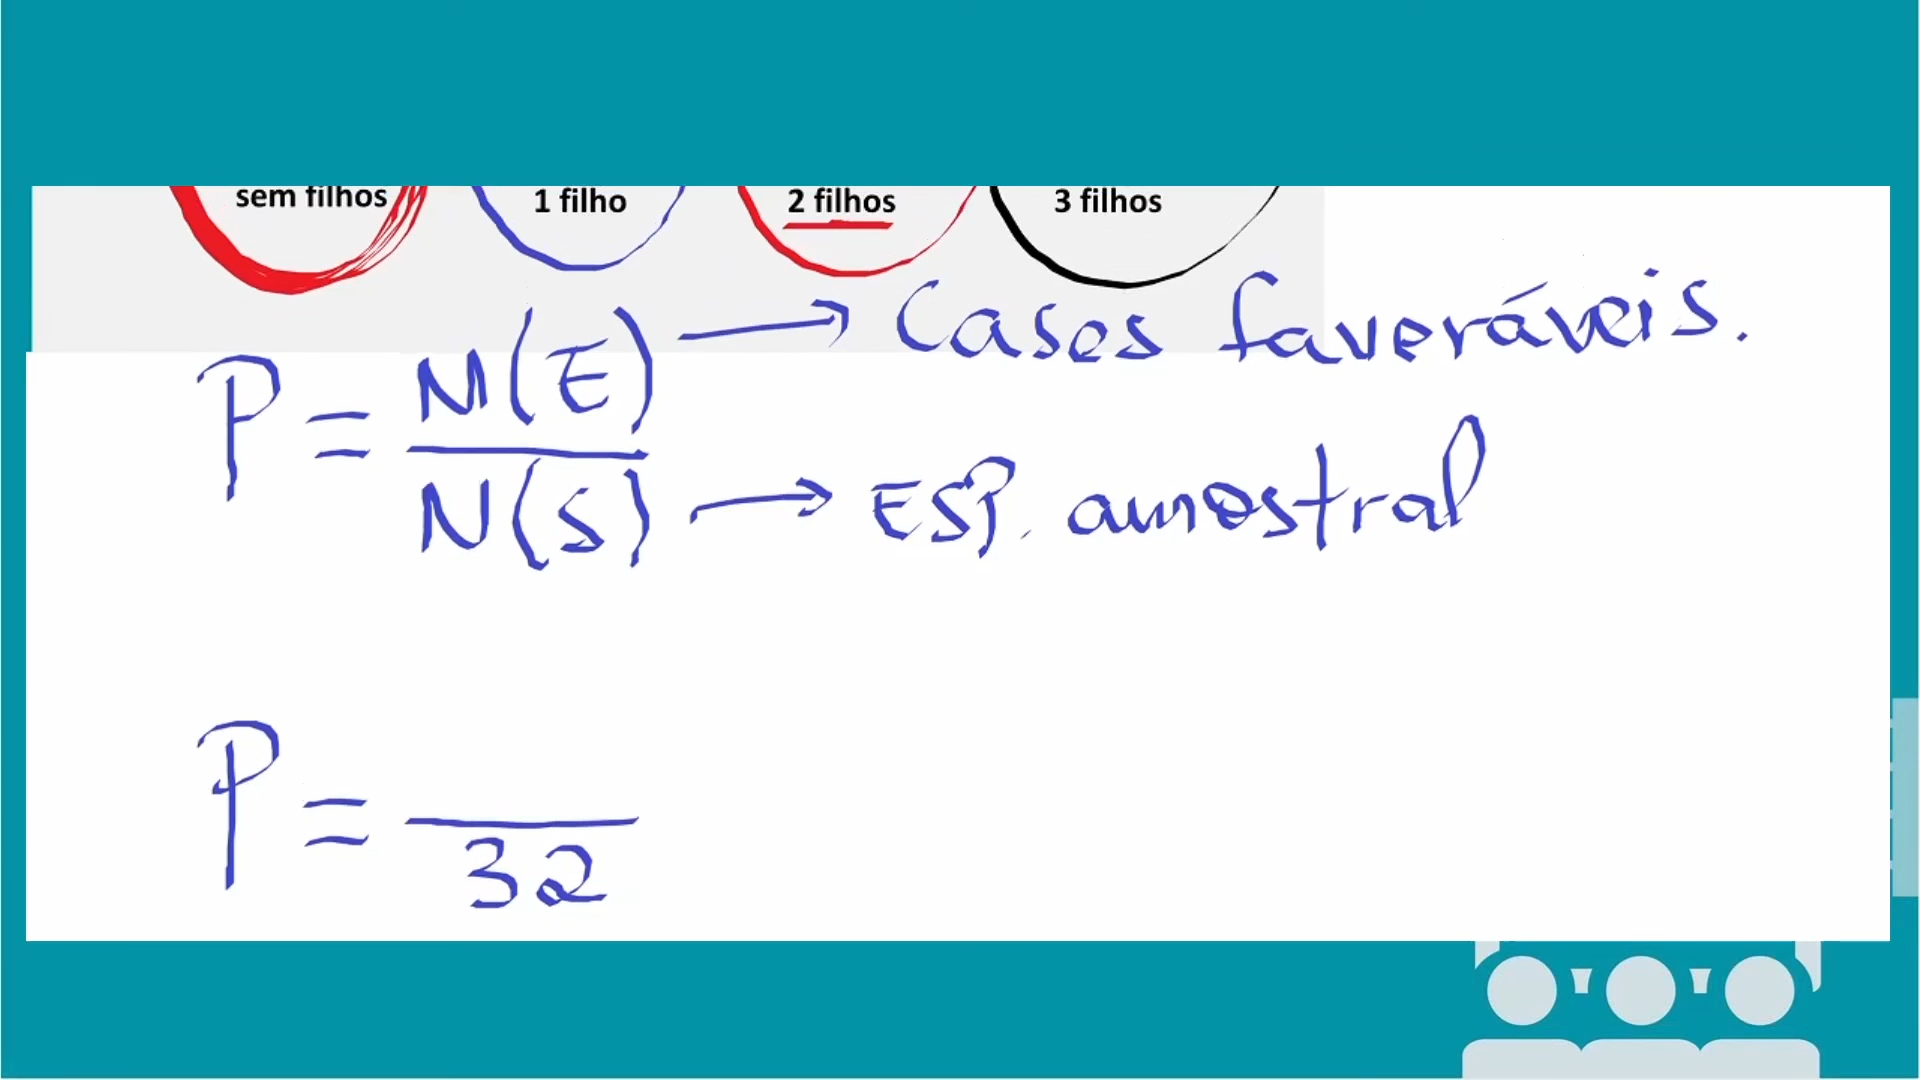 sem filhos 1 filho 2 filhos 3 filhos
P = N(E) → Casos favoráveis.
N(S) → ESP. amostral
P =
32